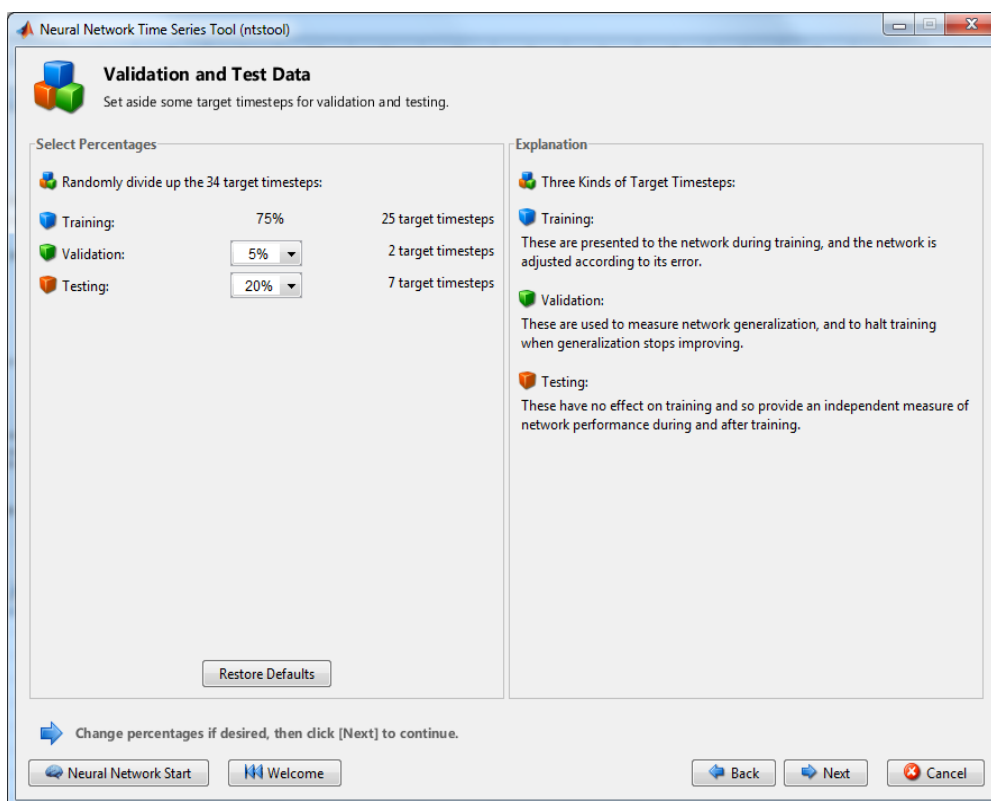 Neural Network Time Series Tool (ntstool)
Validation and Test Data
Set aside some target timesteps for validation and testing.
Select Percentages
Randomly divide up the 34 target timesteps:
Training: 75% 25 target timesteps
Validation: 5% 2 target timesteps
Testing: 20% 7 target timesteps
Restore Defaults
Explanation
Three Kinds of Target Timesteps:
Training:
These are presented to the network during training, and the network is
adjusted according to its error.
Validation:
These are used to measure network generalization, and to halt training
when generalization stops improving.
Testing:
These have no effect on training and so provide an independent measure of
network performance during and after training.
Change percentages if desired, then click [Next] to continue.
Neural Network Start Welcome Back Next Cancel